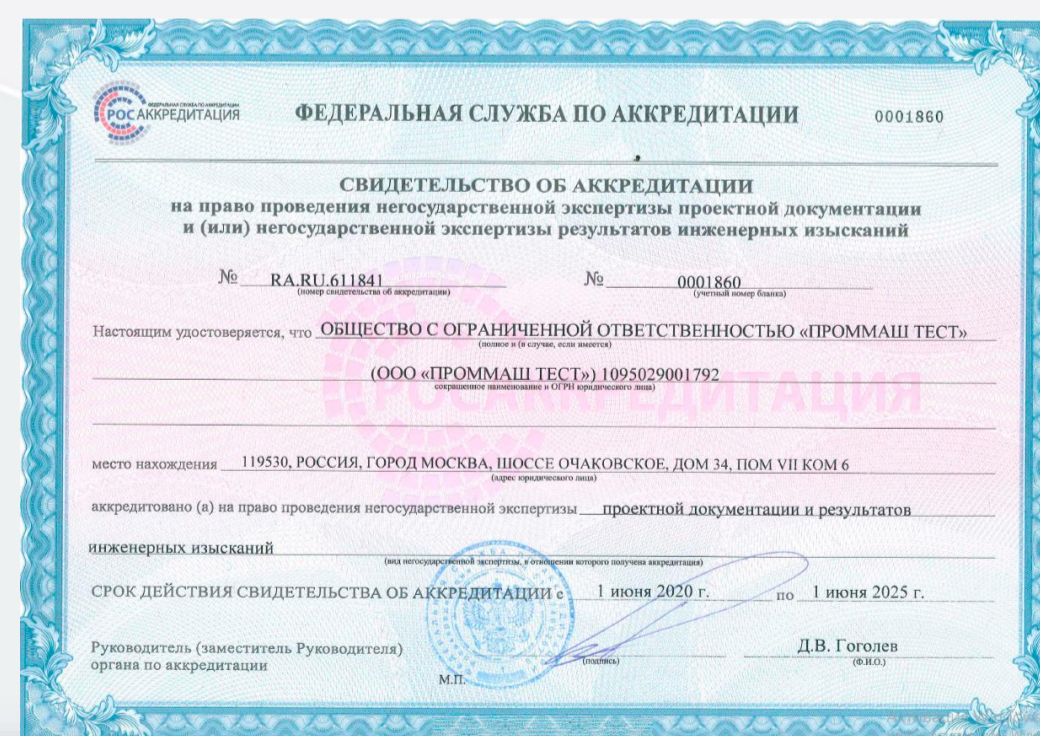 ФЕДЕРАЛЬНАЯ СЛУЖБА ПО АККРЕДИТАЦИИ
РОСАККРЕДИТАЦИЯ
ФЕДЕРАЛЬНАЯ СЛУЖБА ПО АККРЕДИТАЦИИ
0001860
СВИДЕТЕЛЬСТВО ОБ АККРЕДИТАЦИИ
на право проведения негосударственной экспертизы проектной документации
и (или) негосударственной экспертизы результатов инженерных изысканий
№ RA.RU.611841 № 0001860
(номер свидетельства об аккредитации) (учетный номер бланка)
Настоящим удостоверяется, что ОБЩЕСТВО С ОГРАНИЧЕННОЙ ОТВЕТСТВЕННОСТЬЮ «ПРОММАШ ТЕСТ»
(полное и (в случае, если имеется)
(ООО «ПРОММАШ ТЕСТ») 1095029001792
сокращенное наименование и ОГРН юридического лица)
РОСАККРЕДИТАЦИЯ
место нахождения 119530, РОССИЯ, ГОРОД МОСКВА, ШОССЕ ОЧАКОВСКОЕ, ДОМ 34, ПОМ VII КОМ 6
(адрес юридического лица)
аккредитовано (а) на право проведения негосударственной экспертизы проектной документации и результатов
инженерных изысканий
(вид негосударственной экспертизы, в отношении которого получена аккредитация)
СРОК ДЕЙСТВИЯ СВИДЕТЕЛЬСТВА ОБ АККРЕДИТАЦИИ с 1 июня 2020 г. по 1 июня 2025 г.
Руководитель (заместитель Руководителя)
органа по аккредитации
Д.В. Гоголев
(подпись) (Ф.И.О.)
М.П.